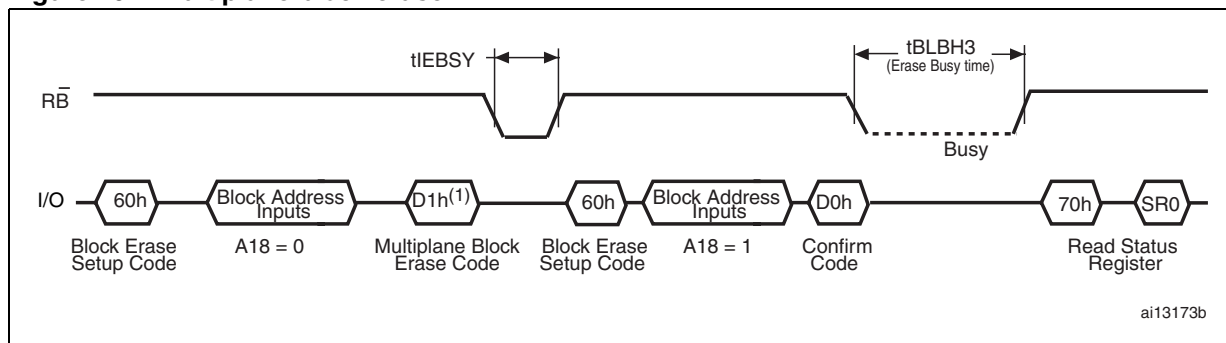 tBLBH3
tIEBSY
(Erase Busy time)
RB̅
Busy
I/O
60h
Block Address
Inputs
D1h(1)
60h
Block Address
Inputs
D0h
70h
SR0
Block Erase
Setup Code
A18 = 0
Multiplane Block
Erase Code
Block Erase
Setup Code
A18 = 1
Confirm
Code
Read Status
Register
ai13173b